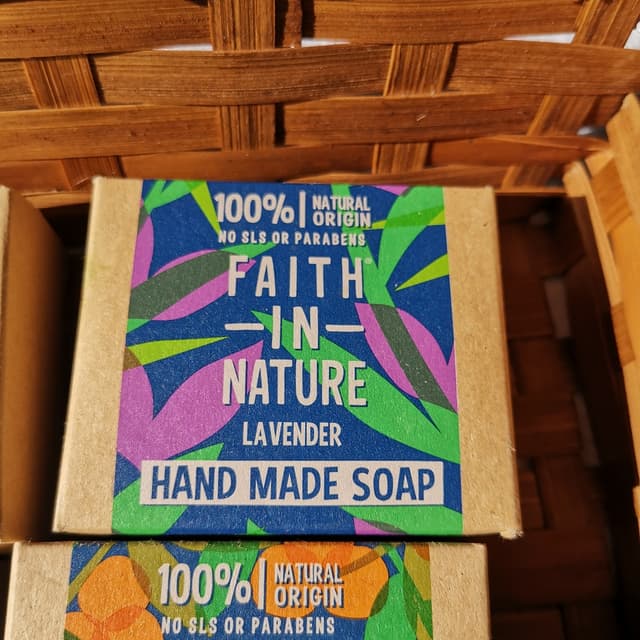 100% | NATURAL ORIGIN
NO SLS OR PARABENS
FAITH
—IN—
NATURE
LAVENDER
HAND MADE SOAP
100% | NATURAL ORIGIN
NO SLS OR PARABENS